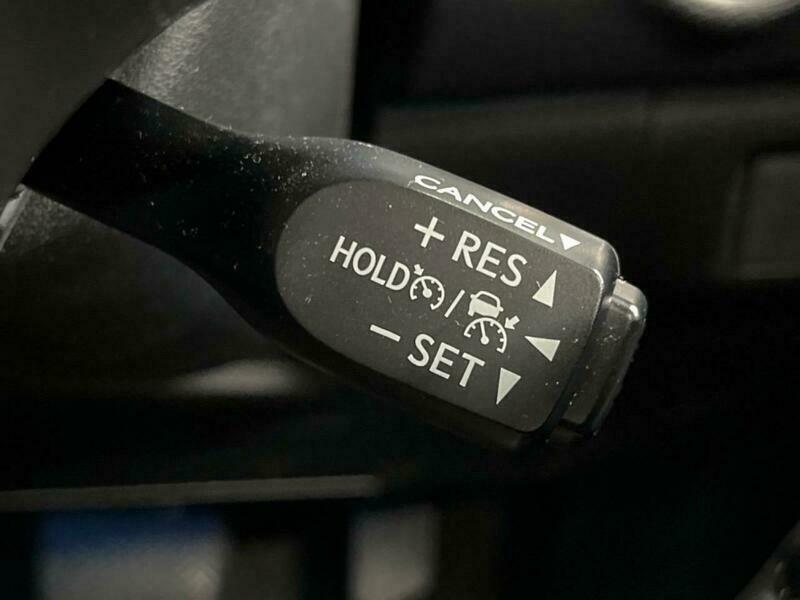 CANCEL
+ RES
HOLD /
− SET